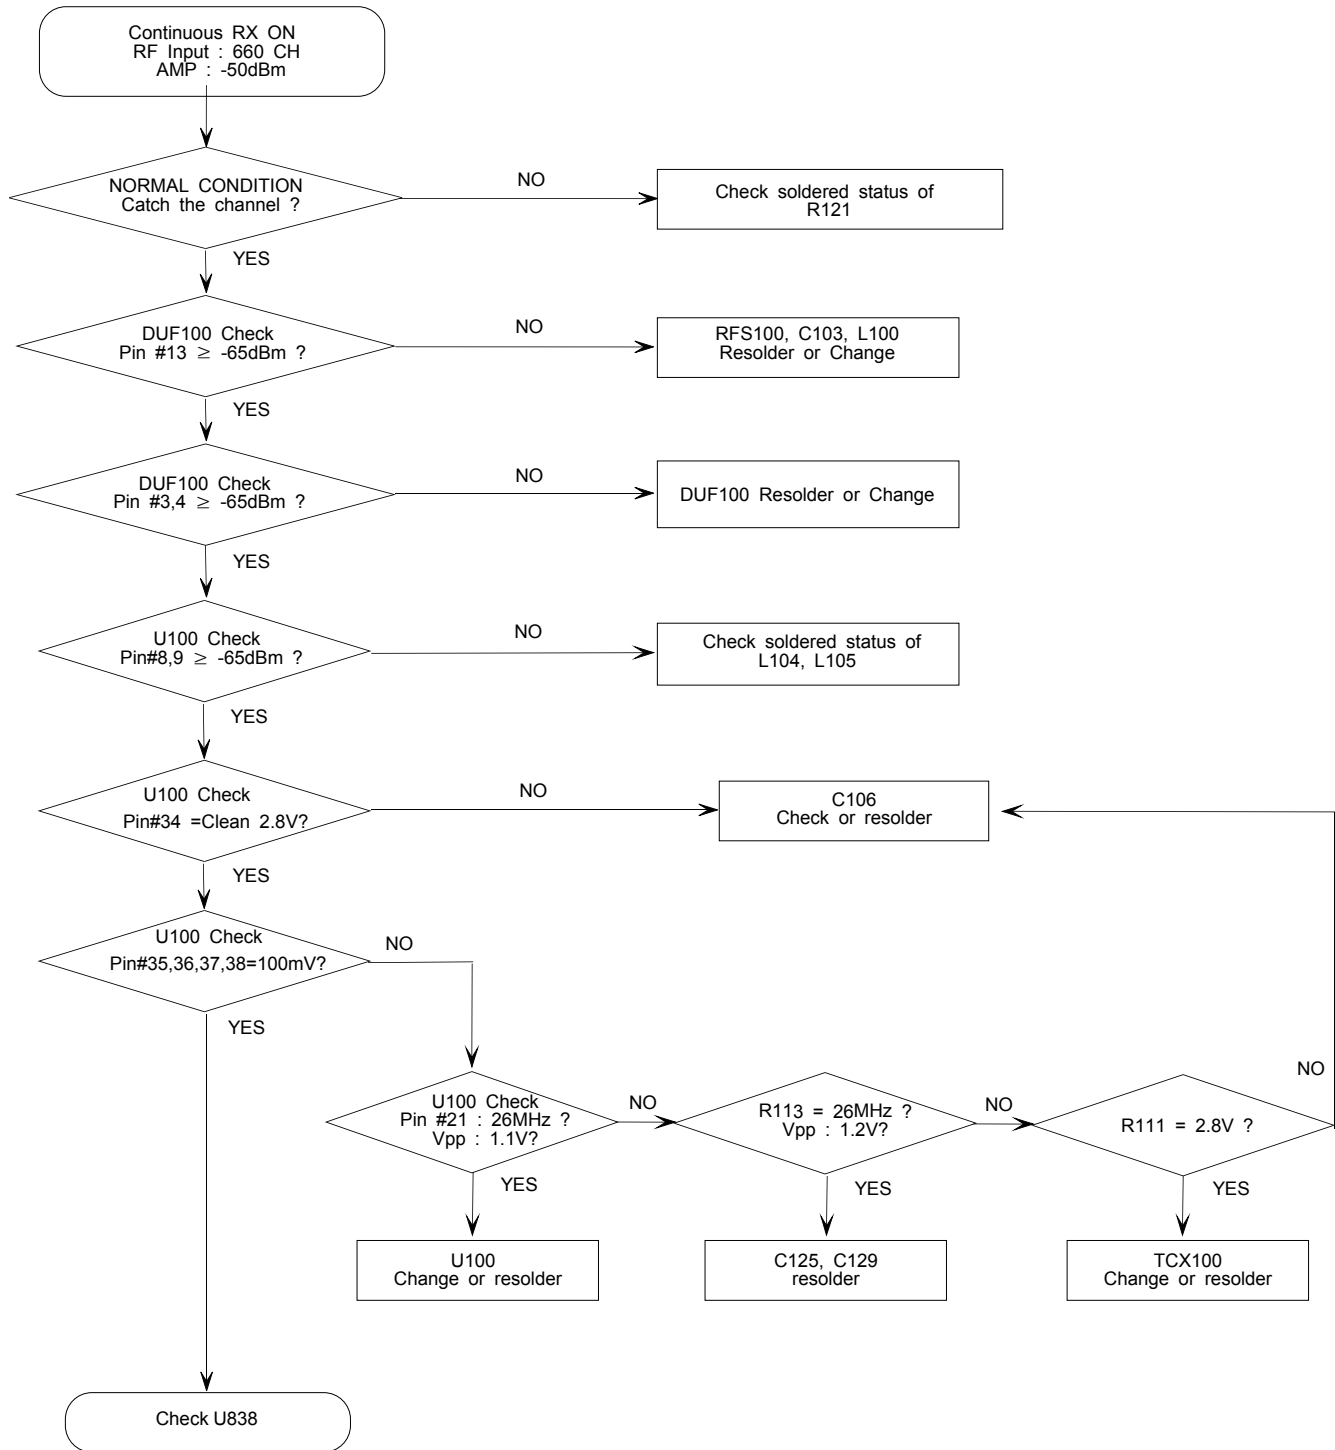 Continuous RX ON
RF Input : 660 CH
AMP : -50dBm
NORMAL CONDITION
Catch the channel ?
NO
Check soldered status of
R121
YES
DUF100 Check
Pin #13 ≥ -65dBm ?
NO
RFS100, C103, L100
Resolder or Change
YES
DUF100 Check
Pin #3,4 ≥ -65dBm ?
NO
DUF100 Resolder or Change
YES
U100 Check
Pin#8,9 ≥ -65dBm ?
NO
Check soldered status of
L104, L105
YES
U100 Check
Pin#34 =Clean 2.8V?
NO
C106
Check or resolder
YES
U100 Check
Pin#35,36,37,38=100mV?
NO
YES
U100 Check
Pin #21 : 26MHz ?
Vpp : 1.1V?
NO
R113 = 26MHz ?
Vpp : 1.2V?
NO
R111 = 2.8V ?
NO
YES
YES
YES
U100
Change or resolder
C125, C129
resolder
TCX100
Change or resolder
Check U838